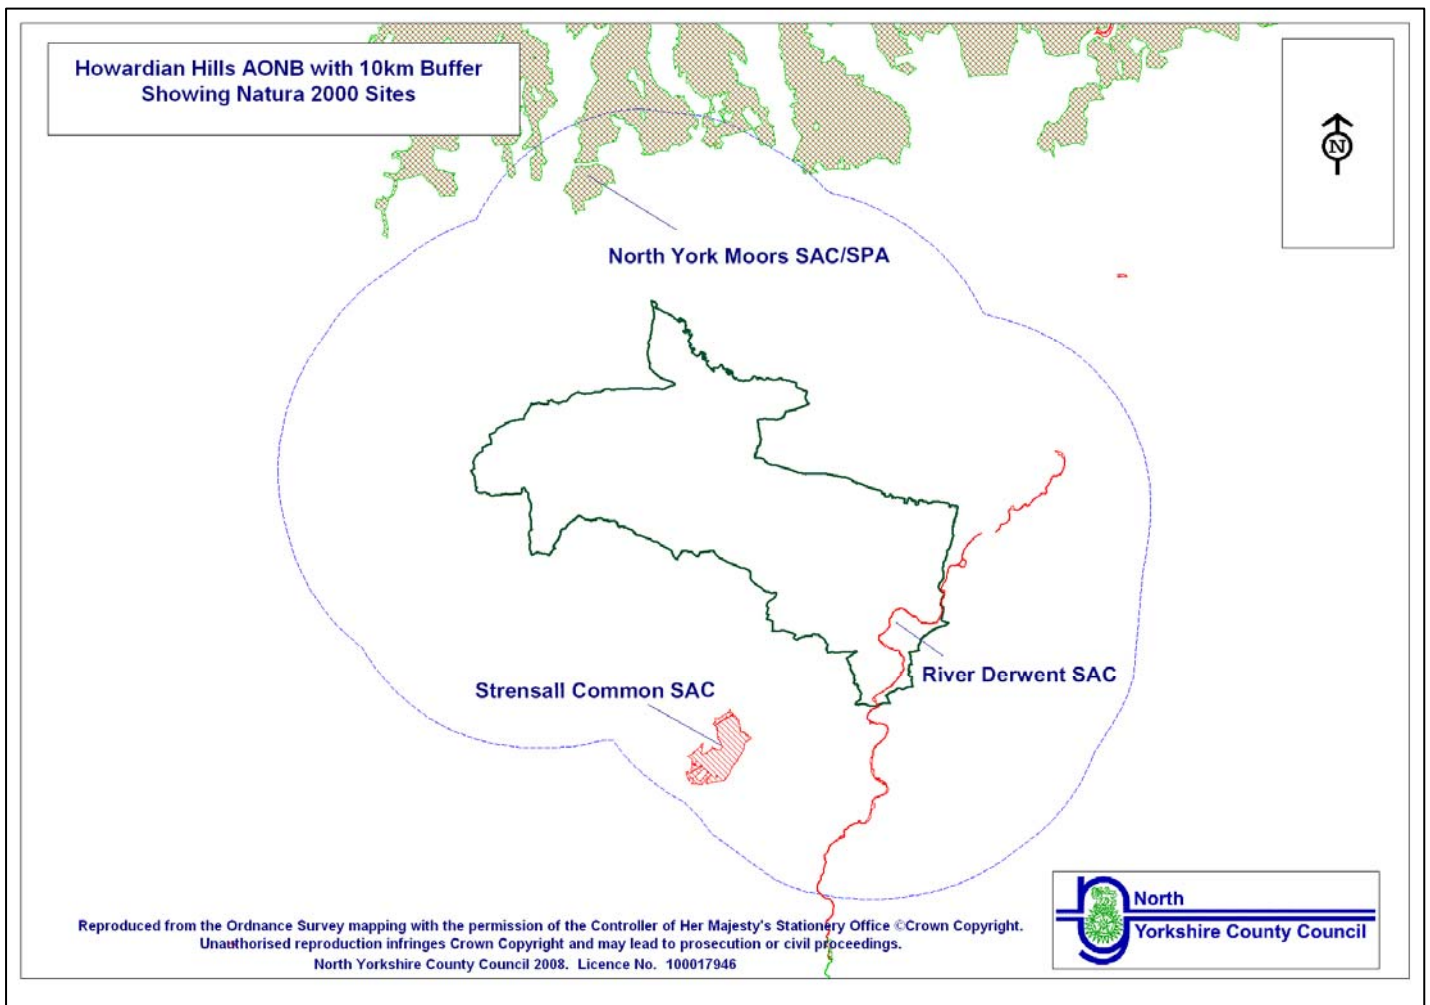 Howardian Hills AONB with 10km Buffer
Showing Natura 2000 Sites
N
North York Moors SAC/SPA
River Derwent SAC
Strensall Common SAC
North
Yorkshire County Council
Reproduced from the Ordnance Survey mapping with the permission of the Controller of Her Majesty's Stationery Office ©Crown Copyright.
Unauthorised reproduction infringes Crown Copyright and may lead to prosecution or civil proceedings.
North Yorkshire County Council 2008. Licence No. 100017946